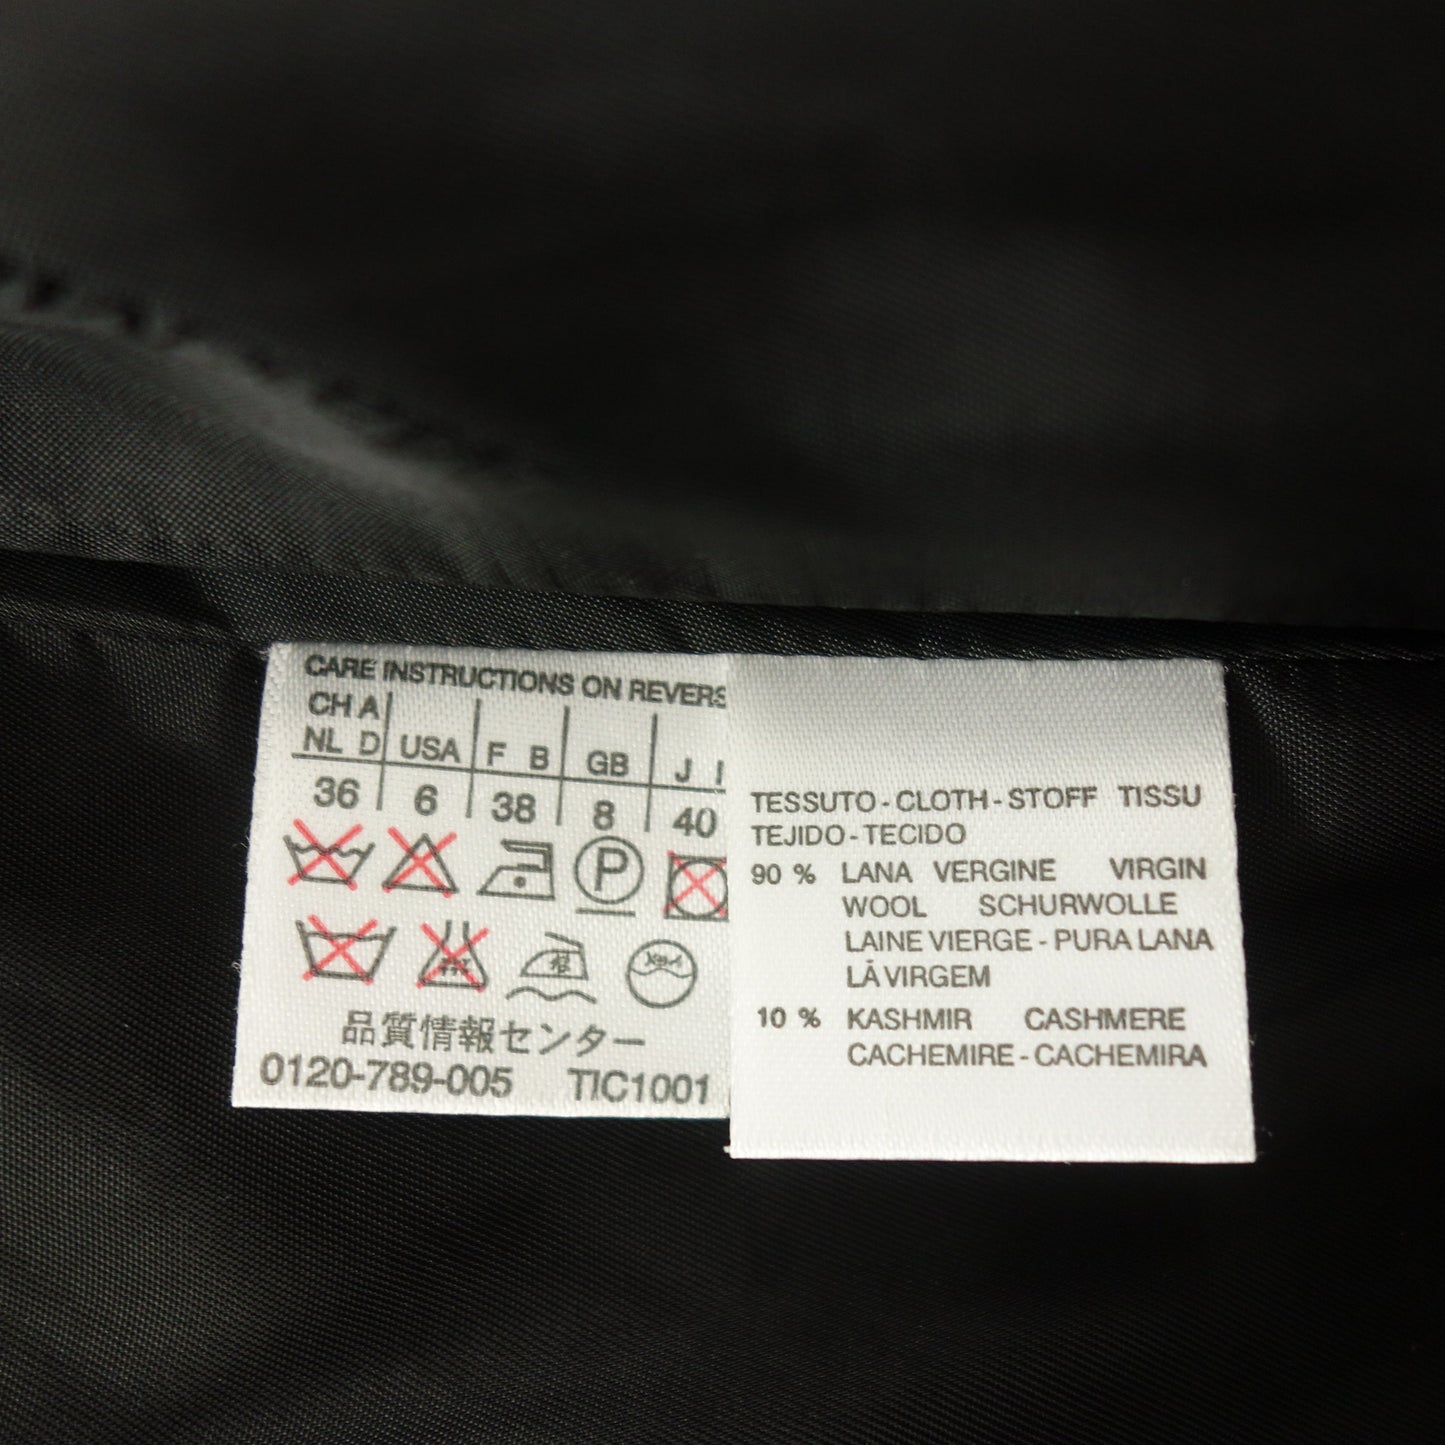 CARE INSTRUCTIONS ON REVERS
CH A
NL D USA F B GB J I
36 6 38 8 40
P
品質情報センター
0120-789-005 TIC1001
TESSUTO-CLOTH-STOFF TISSU
TEJIDO-TECIDO
90 % LANA VERGINE VIRGIN
WOOL SCHURWOLLE
LAINE VIERGE - PURA LANA
LÃ VIRGEM
10 % KASHMIR CASHMERE
CACHEMIRE - CACHEMIRA